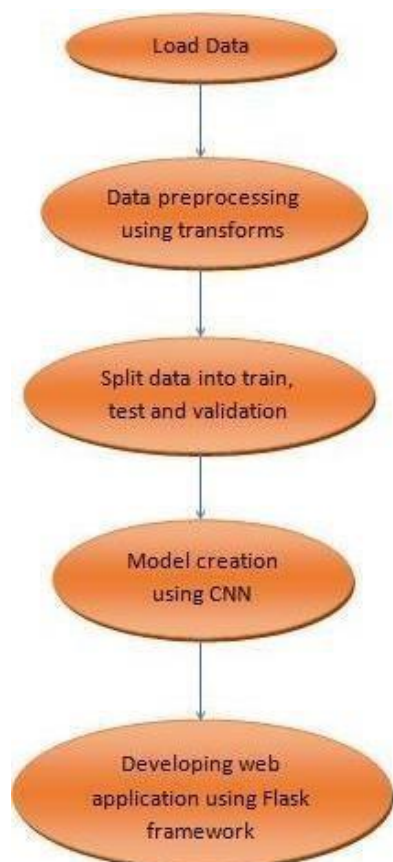 Load Data
Data preprocessing
using transforms
Split data into train,
test and validation
Model creation
using CNN
Developing web
application using Flask
framework